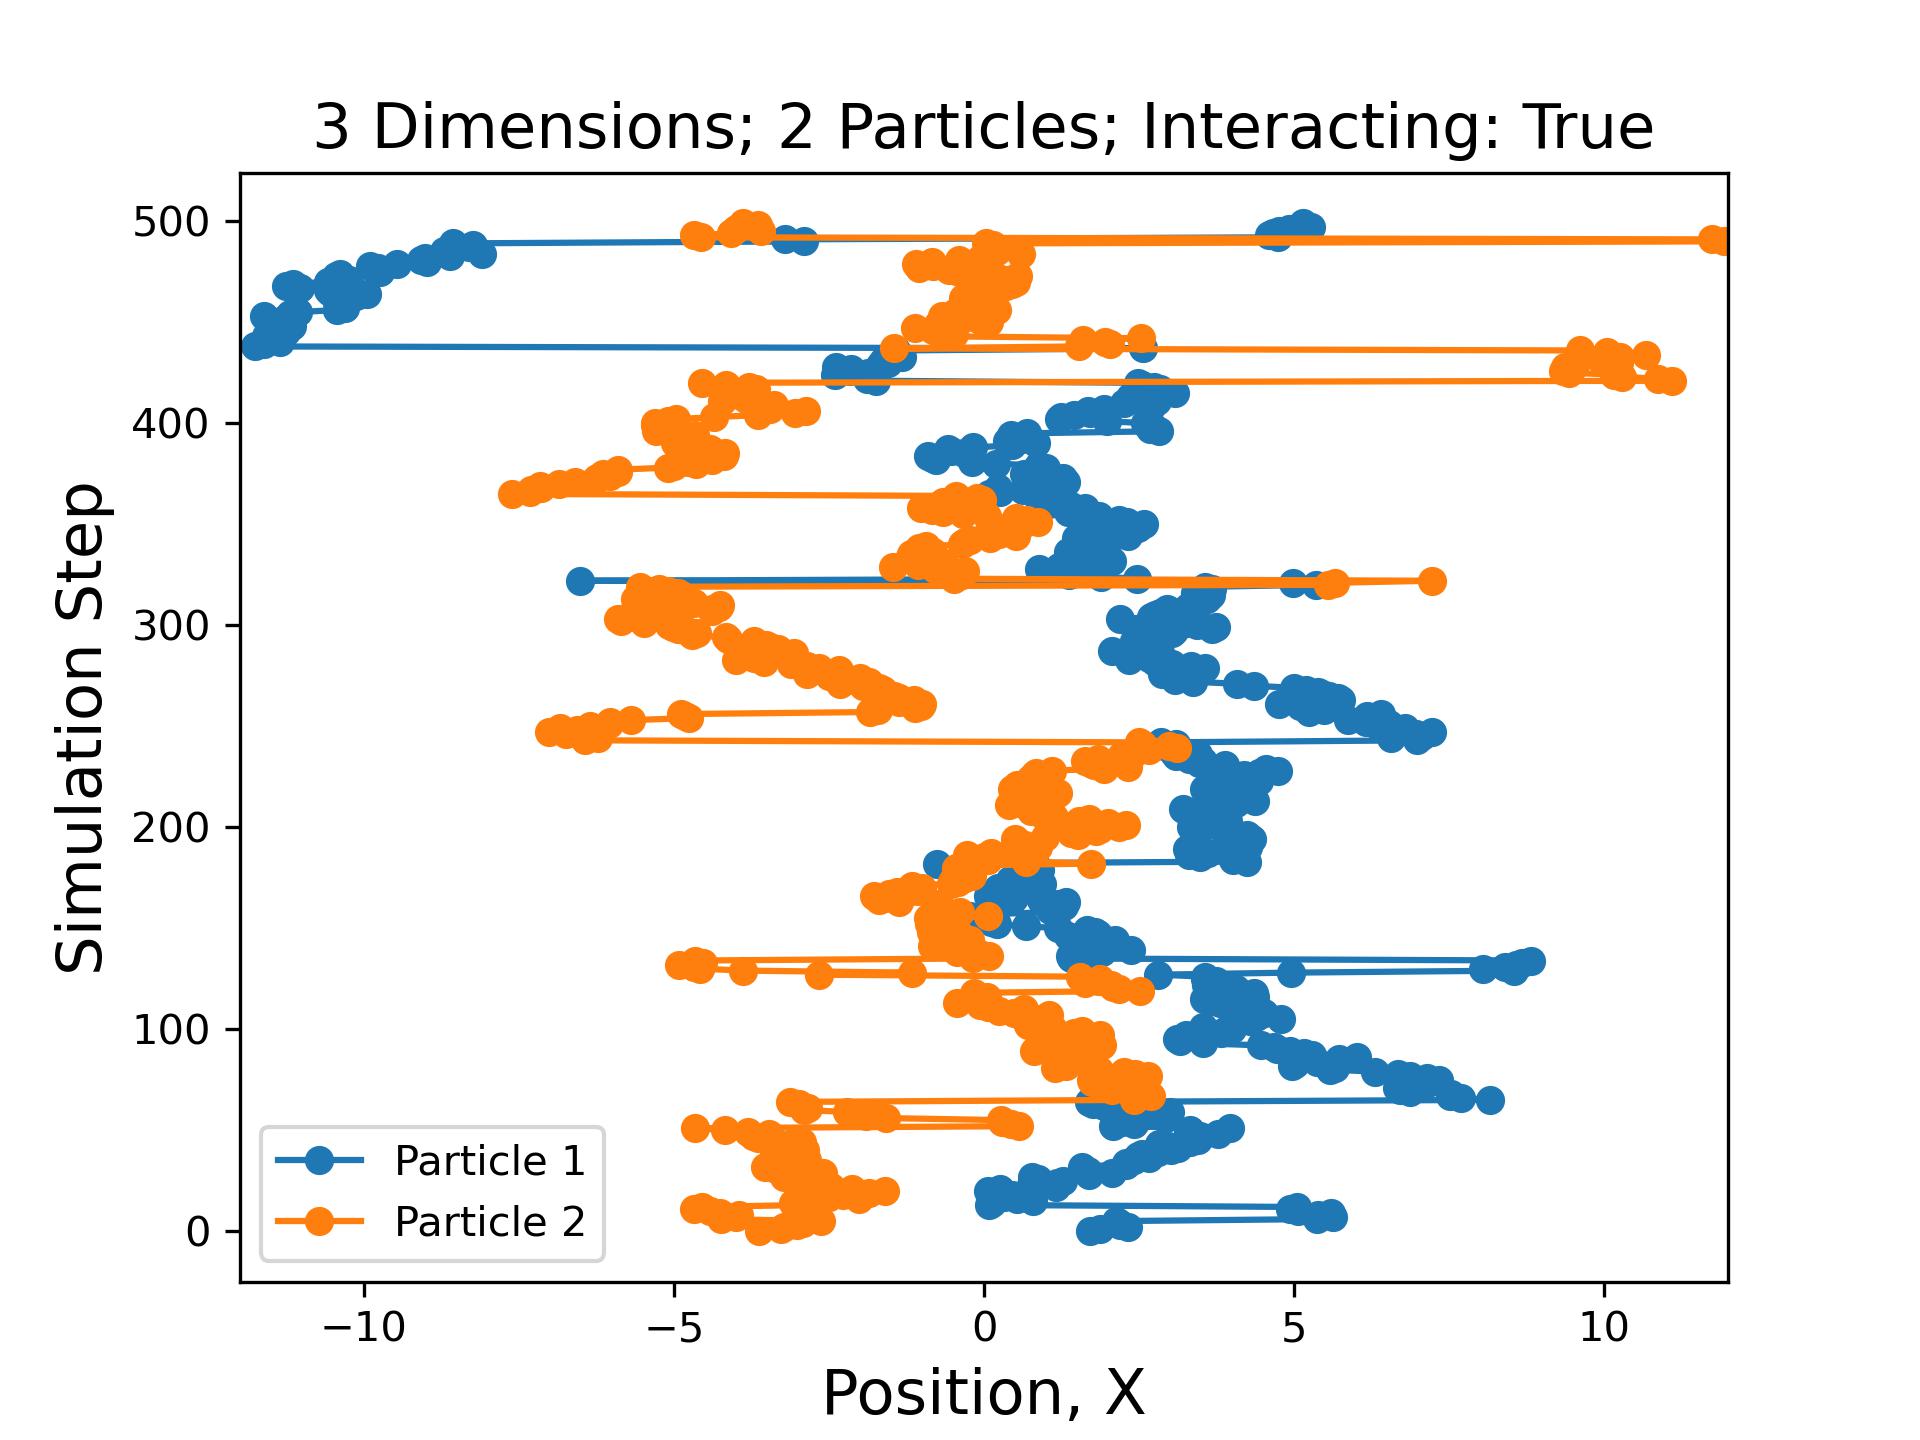 3 Dimensions; 2 Particles; Interacting: True
Simulation Step
500
400
300
200
100
0
Particle 1
Particle 2
−10
−5
0
5
10
Position, X